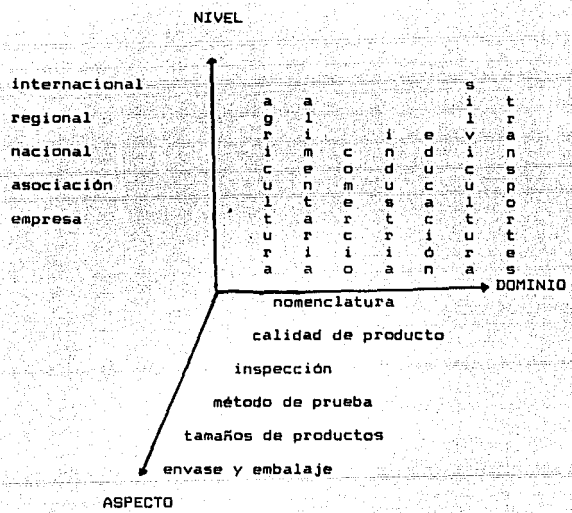 NIVEL
internacional
regional
nacional
asociación
empresa
agricultura
alimentaria
comercio
industria
educación
silvicultura
transportes
DOMINIO
nomenclatura
calidad de producto
inspección
método de prueba
tamaños de productos
envase y embalaje
ASPECTO